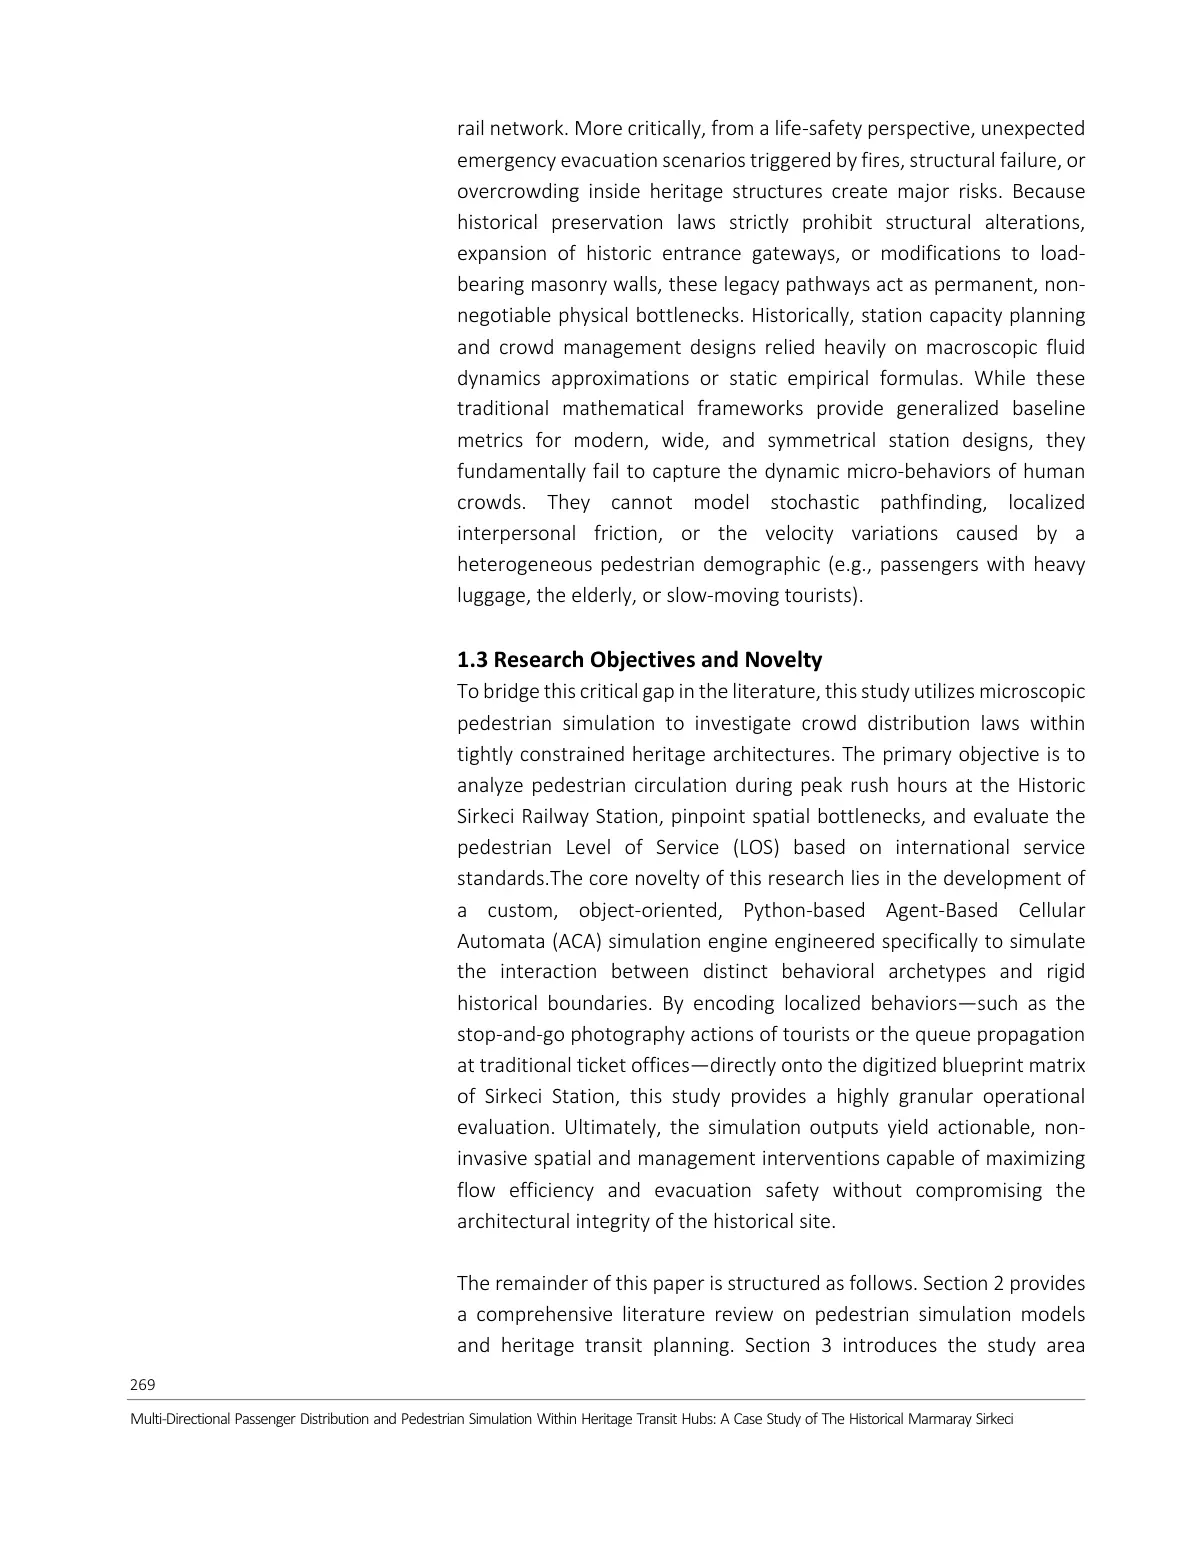 rail network. More critically, from a life-safety perspective, unexpected
emergency evacuation scenarios triggered by fires, structural failure, or
overcrowding inside heritage structures create major risks. Because
historical preservation laws strictly prohibit structural alterations,
expansion of historic entrance gateways, or modifications to load-
bearing masonry walls, these legacy pathways act as permanent, non-
negotiable physical bottlenecks. Historically, station capacity planning
and crowd management designs relied heavily on macroscopic fluid
dynamics approximations or static empirical formulas. While these
traditional mathematical frameworks provide generalized baseline
metrics for modern, wide, and symmetrical station designs, they
fundamentally fail to capture the dynamic micro-behaviors of human
crowds. They cannot model stochastic pathfinding, localized
interpersonal friction, or the velocity variations caused by a
heterogeneous pedestrian demographic (e.g., passengers with heavy
luggage, the elderly, or slow-moving tourists).
1.3 Research Objectives and Novelty
To bridge this critical gap in the literature, this study utilizes microscopic
pedestrian simulation to investigate crowd distribution laws within
tightly constrained heritage architectures. The primary objective is to
analyze pedestrian circulation during peak rush hours at the Historic
Sirkeci Railway Station, pinpoint spatial bottlenecks, and evaluate the
pedestrian Level of Service (LOS) based on international service
standards.The core novelty of this research lies in the development of
a custom, object-oriented, Python-based Agent-Based Cellular
Automata (ACA) simulation engine engineered specifically to simulate
the interaction between distinct behavioral archetypes and rigid
historical boundaries. By encoding localized behaviors—such as the
stop-and-go photography actions of tourists or the queue propagation
at traditional ticket offices—directly onto the digitized blueprint matrix
of Sirkeci Station, this study provides a highly granular operational
evaluation. Ultimately, the simulation outputs yield actionable, non-
invasive spatial and management interventions capable of maximizing
flow efficiency and evacuation safety without compromising the
architectural integrity of the historical site.
The remainder of this paper is structured as follows. Section 2 provides
a comprehensive literature review on pedestrian simulation models
and heritage transit planning. Section 3 introduces the study area
269
Multi-Directional Passenger Distribution and Pedestrian Simulation Within Heritage Transit Hubs: A Case Study of The Historical Marmaray Sirkeci